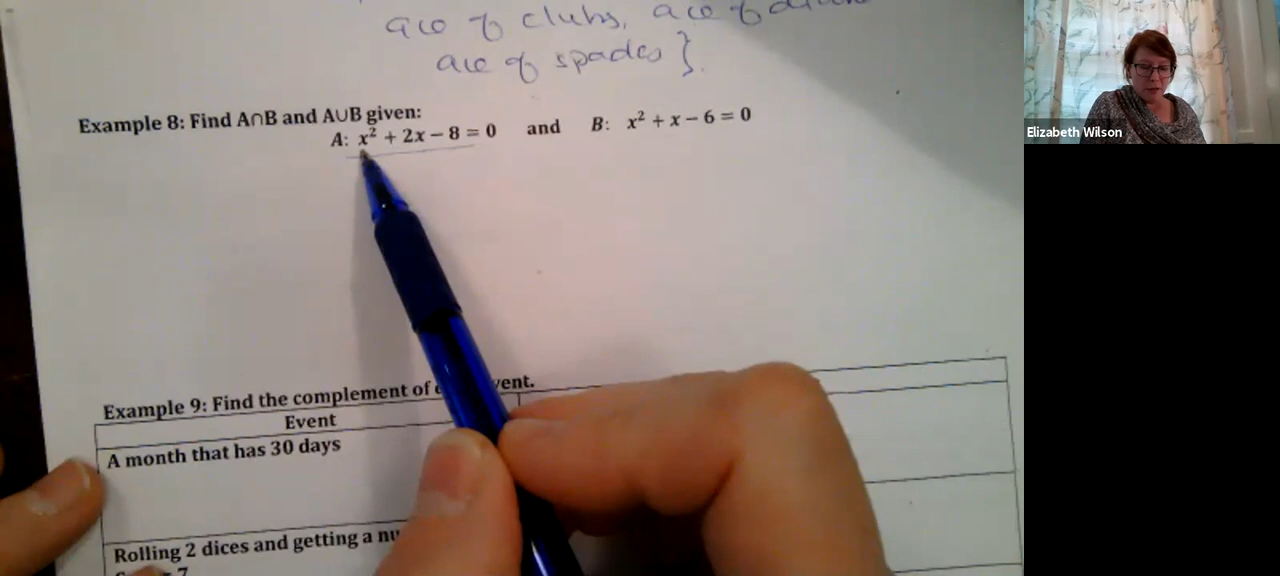 ace of clubs, ace of
ace of spades }.
Example 8: Find A∩B and A∪B given:
A: x² + 2x − 8 = 0 and B: x² + x − 6 = 0
Elizabeth Wilson
Example 9: Find the complement of vent.
Event
A month that has 30 days
Rolling 2 dices and getting a nu
7